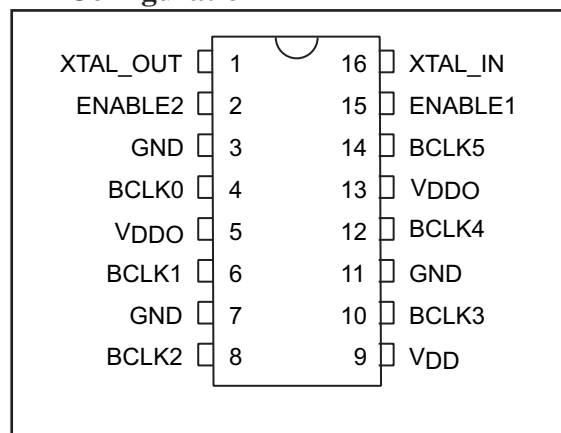 XTAL_OUT 1 16 XTAL_IN
ENABLE2 2 15 ENABLE1
GND 3 14 BCLK5
BCLK0 4 13 VDDO
VDDO 5 12 BCLK4
BCLK1 6 11 GND
GND 7 10 BCLK3
BCLK2 8 9 VDD